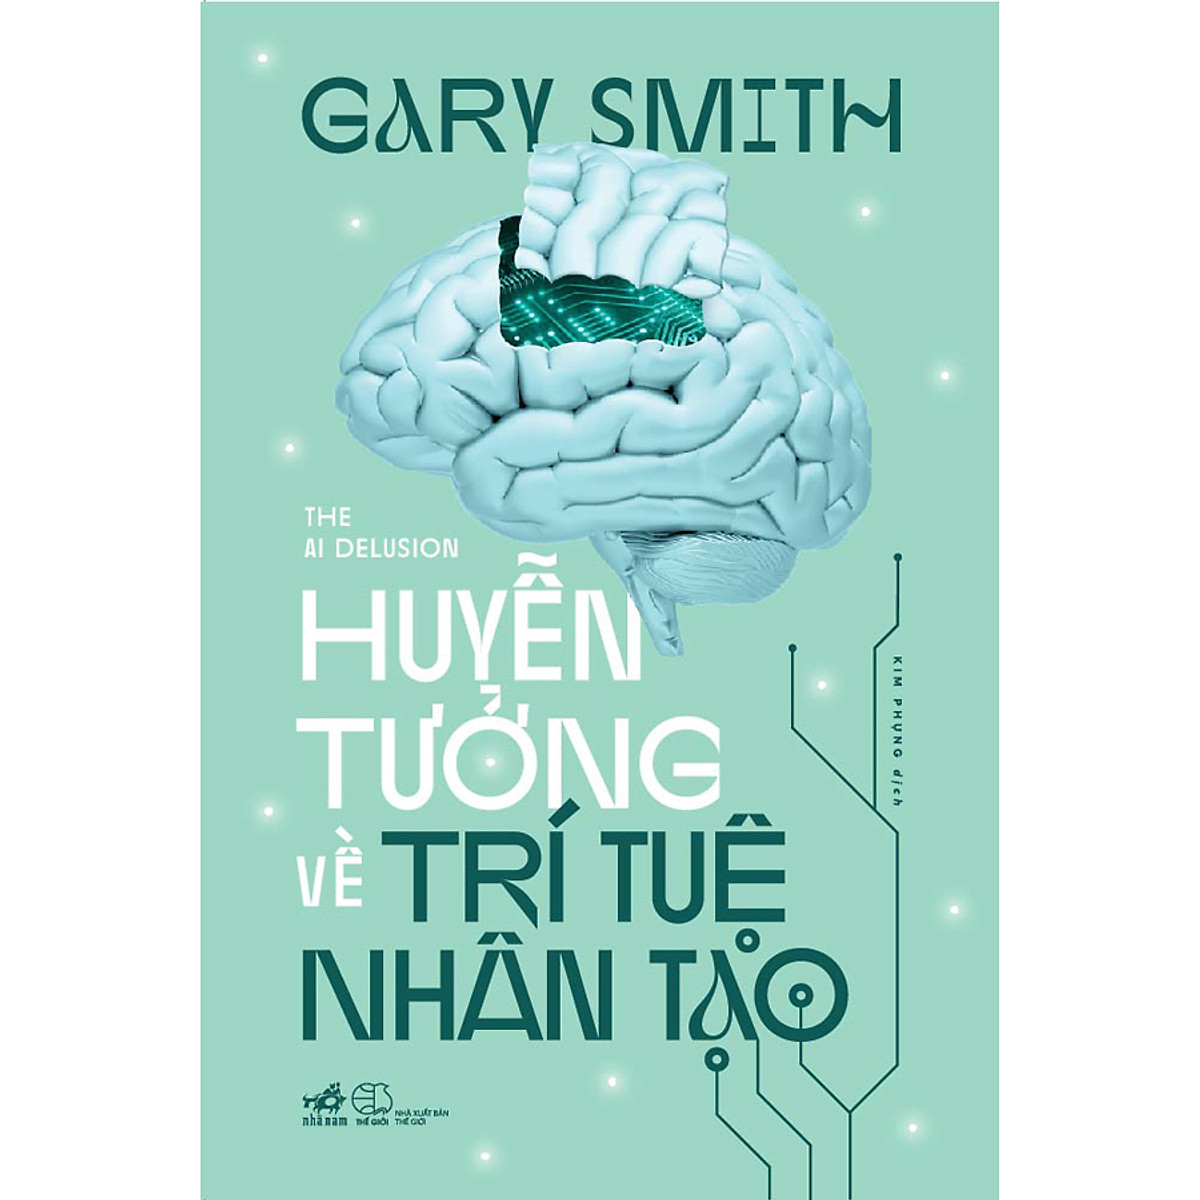 GARY SMITH
THE
AI DELUSION
HUYỄN
TƯỞNG
VỀ TRÍ TUỆ
NHÂN TẠO
KIM PHỤNG dịch
nhã nam
THẾ GIỚI
NHÀ XUẤT BẢN
THẾ GIỚI